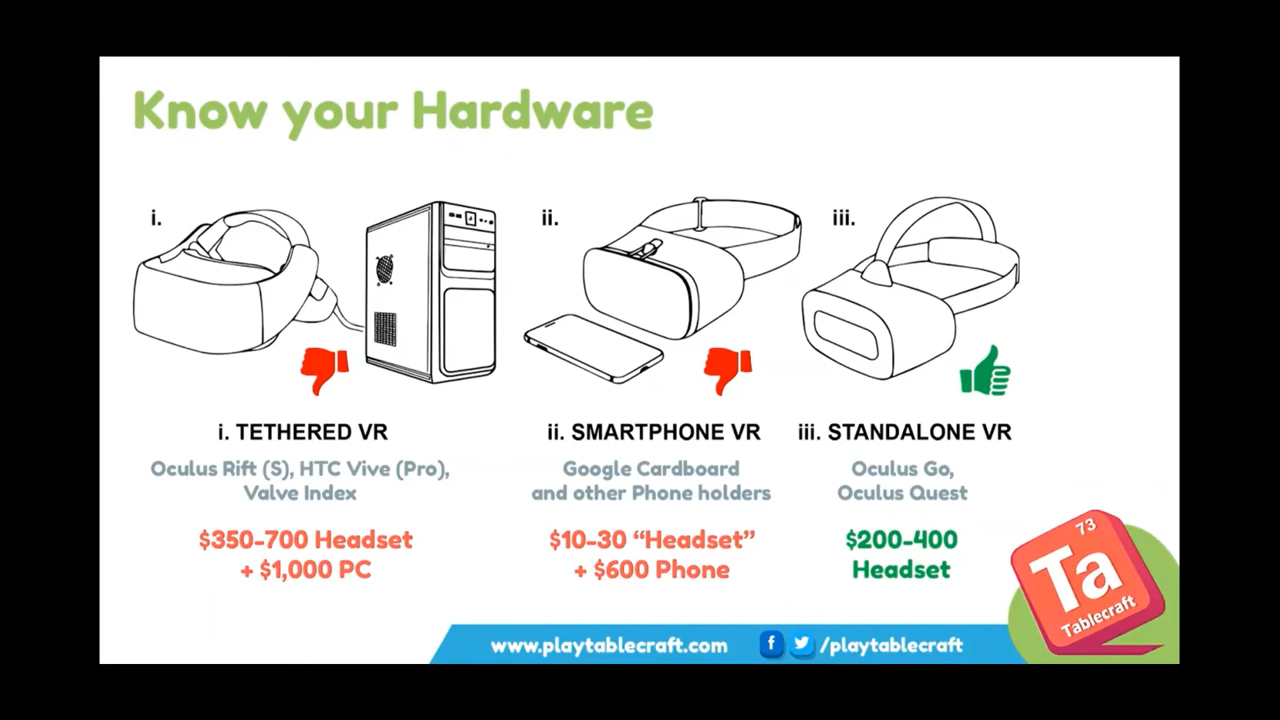 Know your Hardware
i.
ii.
iii.
i. TETHERED VR
Oculus Rift (S), HTC Vive (Pro),
Valve Index
$350-700 Headset
+ $1,000 PC
ii. SMARTPHONE VR
Google Cardboard
and other Phone holders
$10-30 “Headset”
+ $600 Phone
iii. STANDALONE VR
Oculus Go,
Oculus Quest
$200-400
Headset
73
Ta
Tablecraft
www.playtablecraft.com
f
/playtablecraft